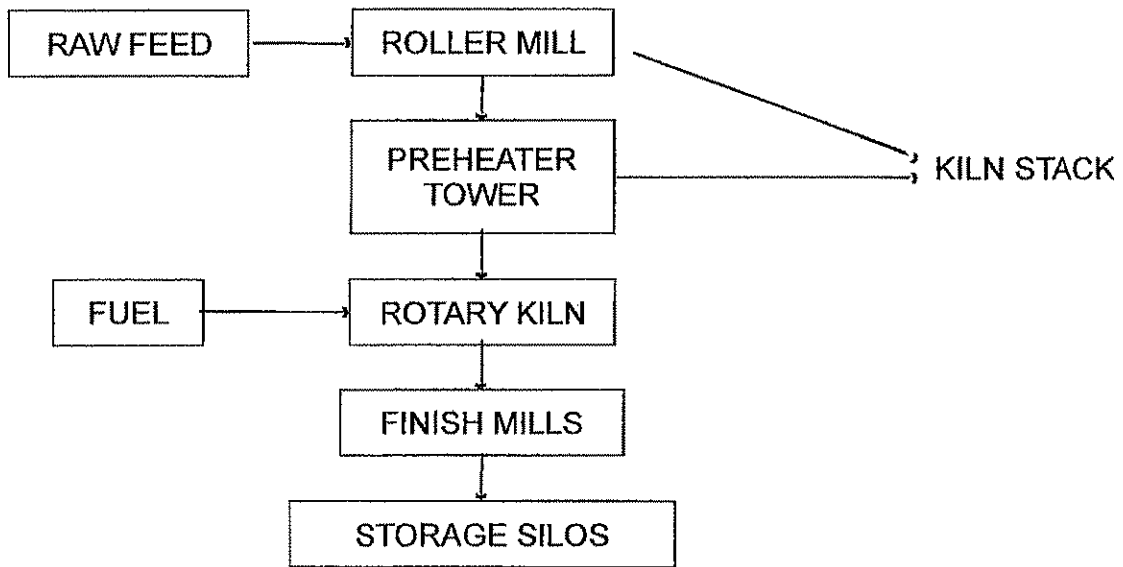 RAW FEED
ROLLER MILL
PREHEATER
TOWER
KILN STACK
FUEL
ROTARY KILN
FINISH MILLS
STORAGE SILOS